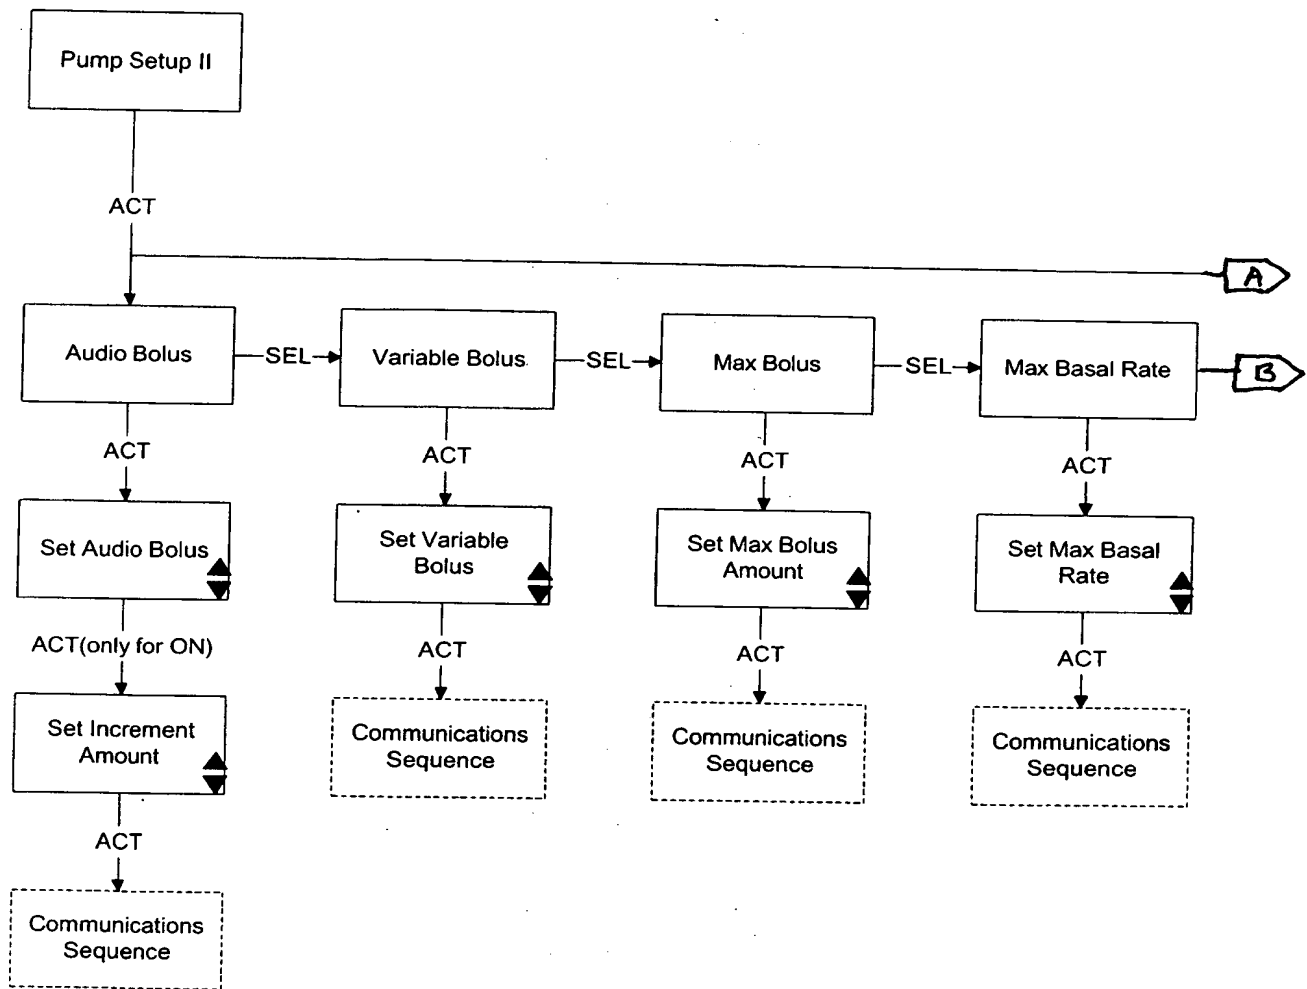 Pump Setup II
ACT
A
Audio Bolus
SEL
Variable Bolus
SEL
Max Bolus
SEL
Max Basal Rate
B
ACT
ACT
ACT
ACT
Set Audio Bolus
Set Variable
Bolus
Set Max Bolus
Amount
Set Max Basal
Rate
ACT(only for ON)
ACT
ACT
ACT
Set Increment
Amount
Communications
Sequence
Communications
Sequence
Communications
Sequence
ACT
Communications
Sequence